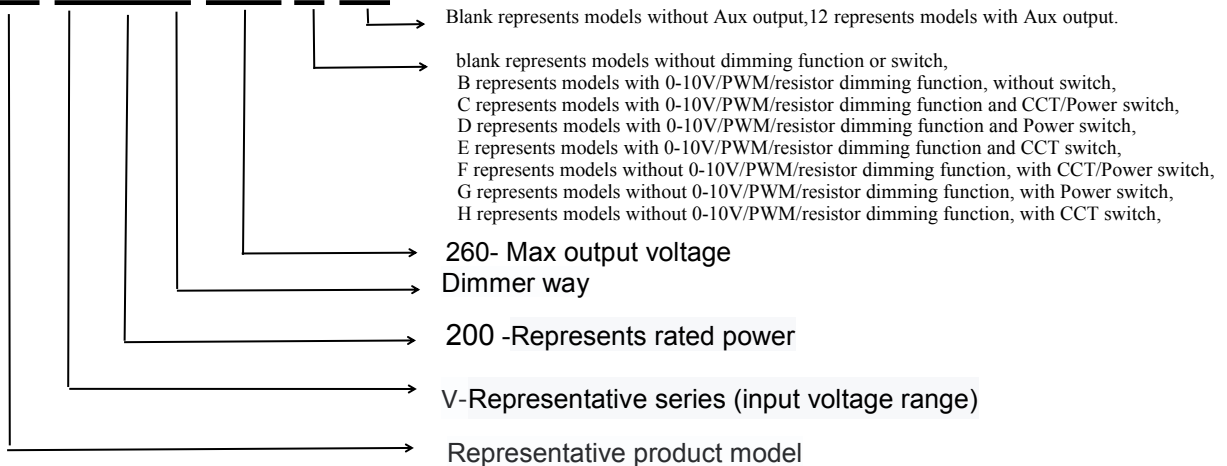 Blank represents models without Aux output,12 represents models with Aux output.
blank represents models without dimming function or switch,
B represents models with 0-10V/PWM/resistor dimming function, without switch,
C represents models with 0-10V/PWM/resistor dimming function and CCT/Power switch,
D represents models with 0-10V/PWM/resistor dimming function and Power switch,
E represents models with 0-10V/PWM/resistor dimming function and CCT switch,
F represents models without 0-10V/PWM/resistor dimming function, with CCT/Power switch,
G represents models without 0-10V/PWM/resistor dimming function, with Power switch,
H represents models without 0-10V/PWM/resistor dimming function, with CCT switch,
260- Max output voltage
Dimmer way
200 -Represents rated power
V-Representative series (input voltage range)
Representative product model